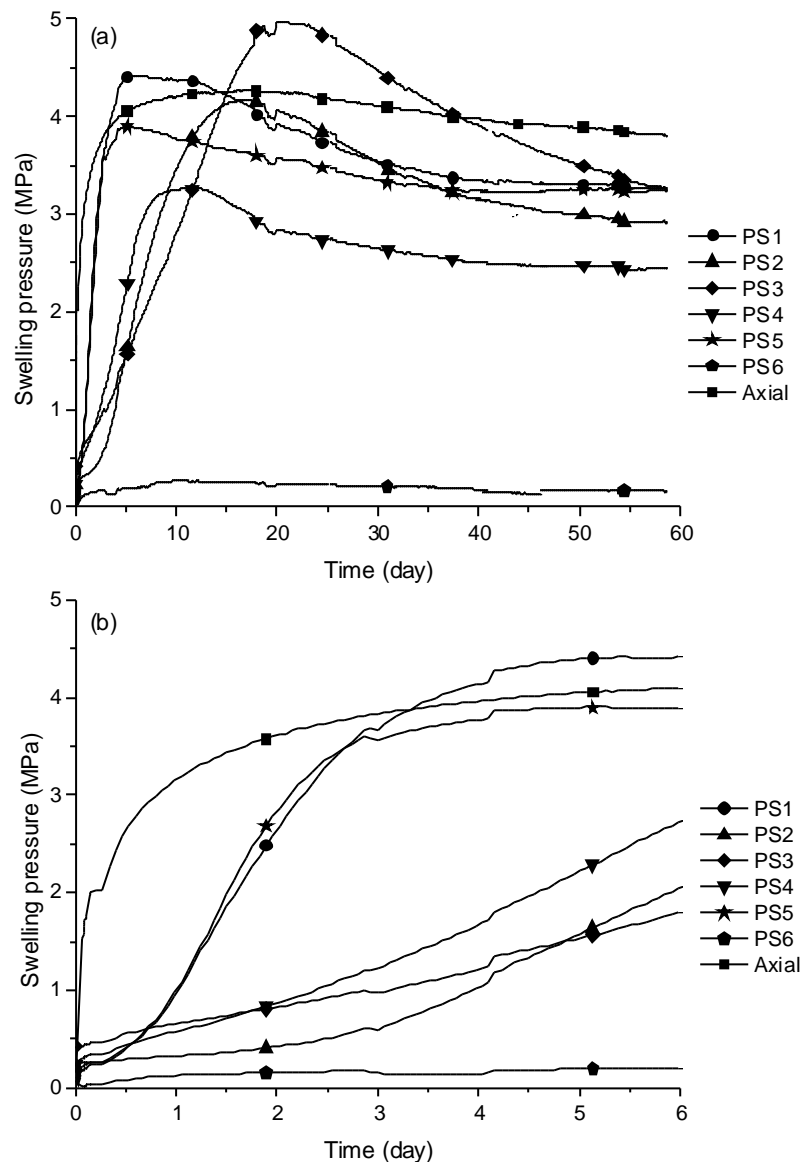 (a)
Swelling pressure (MPa)
5
4
3
2
1
0
0 10 20 30 40 50 60
Time (day)
PS1
PS2
PS3
PS4
PS5
PS6
Axial
(b)
Swelling pressure (MPa)
5
4
3
2
1
0
0 1 2 3 4 5 6
Time (day)
PS1
PS2
PS3
PS4
PS5
PS6
Axial